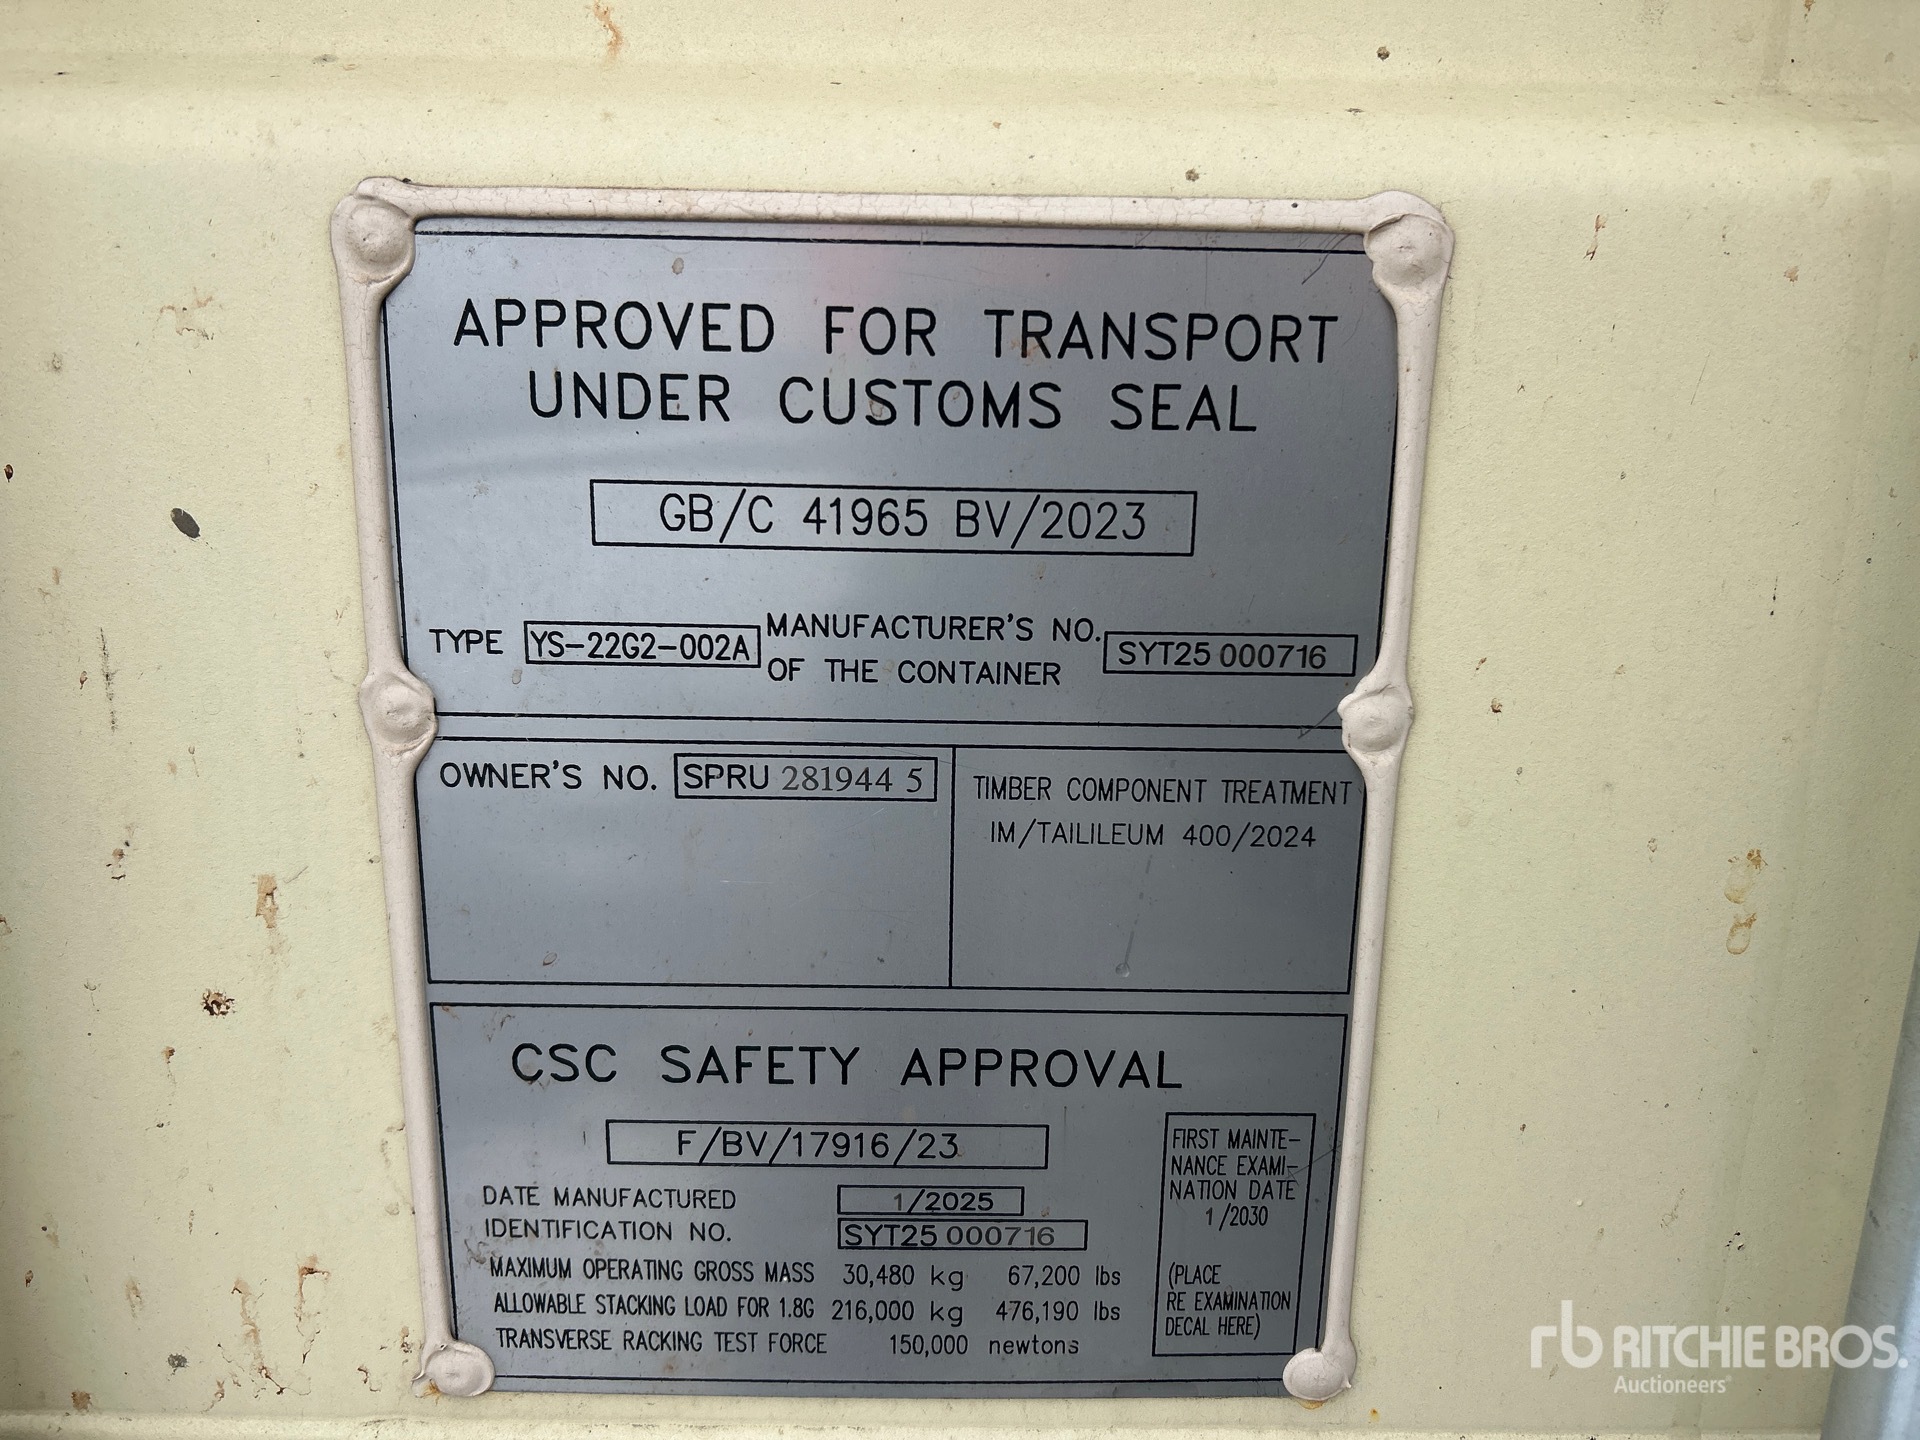 APPROVED FOR TRANSPORT
UNDER CUSTOMS SEAL
GB/C 41965 BV/2023
TYPE YS-22G2-002A MANUFACTURER'S NO. OF THE CONTAINER SYT25 000716
OWNER'S NO. SPRU 281944 5
TIMBER COMPONENT TREATMENT
IM/TAILILEUM 400/2024
CSC SAFETY APPROVAL
F/BV/17916/23
DATE MANUFACTURED 1/2025
IDENTIFICATION NO. SYT25 000716
MAXIMUM OPERATING GROSS MASS 30,480 kg 67,200 lbs
ALLOWABLE STACKING LOAD FOR 1.8G 216,000 kg 476,190 lbs
TRANSVERSE RACKING TEST FORCE 150,000 newtons
FIRST MAINTE-
NANCE EXAMI-
NATION DATE
1/2030
(PLACE
RE EXAMINATION
DECAL HERE)
rb RITCHIE BROS.
Auctioneers